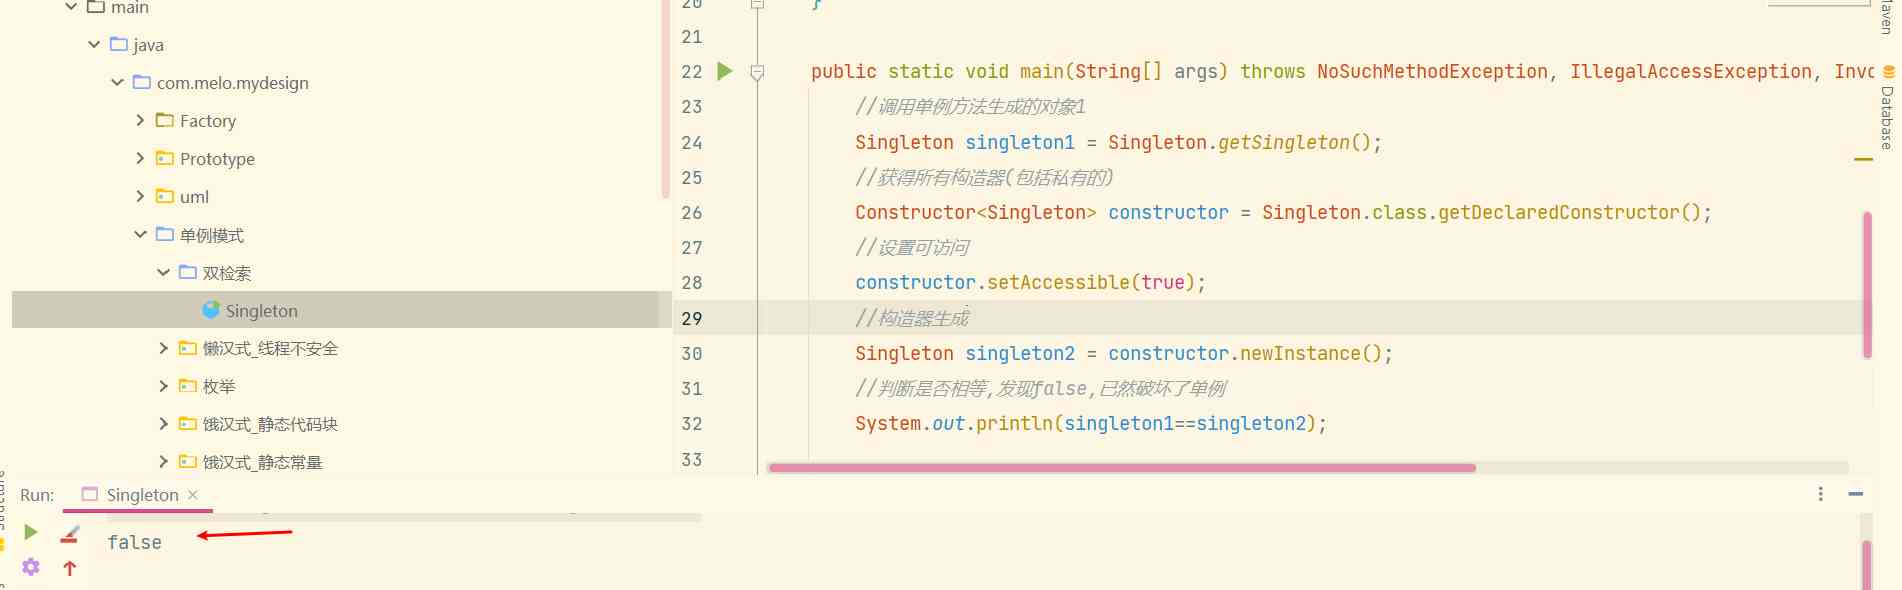 main
java
com.melo.mydesign
Factory
Prototype
uml
单例模式
双检索
Singleton
懒汉式_线程不安全
枚举
饿汉式_静态代码块
饿汉式_静态常量
20 }
21
22 public static void main(String[] args) throws NoSuchMethodException, IllegalAccessException, Invo
23 //调用单例方法生成的对象1
24 Singleton singleton1 = Singleton.getSingleton();
25 //获得所有构造器(包括私有的)
26 Constructor<Singleton> constructor = Singleton.class.getDeclaredConstructor();
27 //设置可访问
28 constructor.setAccessible(true);
29 //构造器生成
30 Singleton singleton2 = constructor.newInstance();
31 //判断是否相等,发现false,已然破坏了单例
32 System.out.println(singleton1==singleton2);
33
Maven
Database
Run: Singleton ×
false